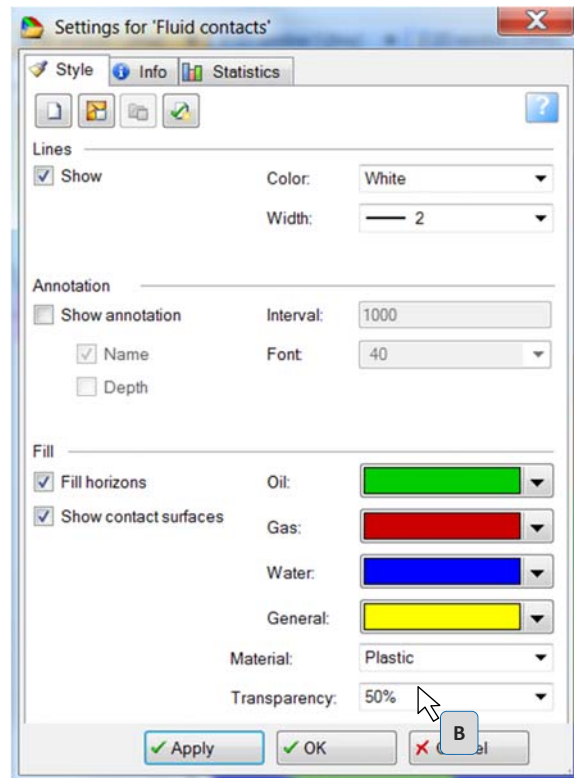 Settings for 'Fluid contacts'
Style Info Statistics
Lines
Show Color: White
Width: 2
Annotation
Show annotation Interval: 1000
Name Font: 40
Depth
Fill
Fill horizons Oil:
Show contact surfaces Gas:
Water:
General:
Material: Plastic
Transparency: 50%
B
Apply OK